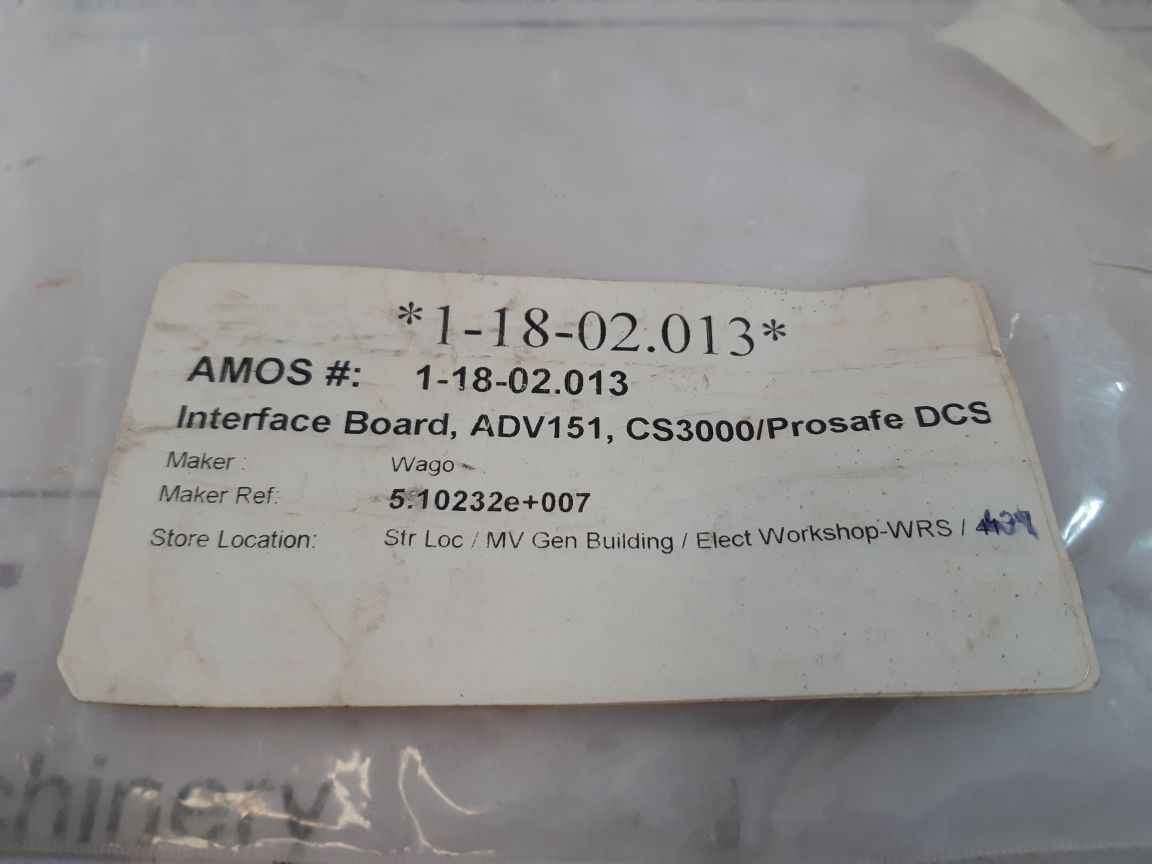 *1-18-02.013*
AMOS #: 1-18-02.013
Interface Board, ADV151, CS3000/Prosafe DCS
Maker : Wago
Maker Ref: 5.10232e+007
Store Location: Str Loc / MV Gen Building / Elect Workshop-WRS /
chinery